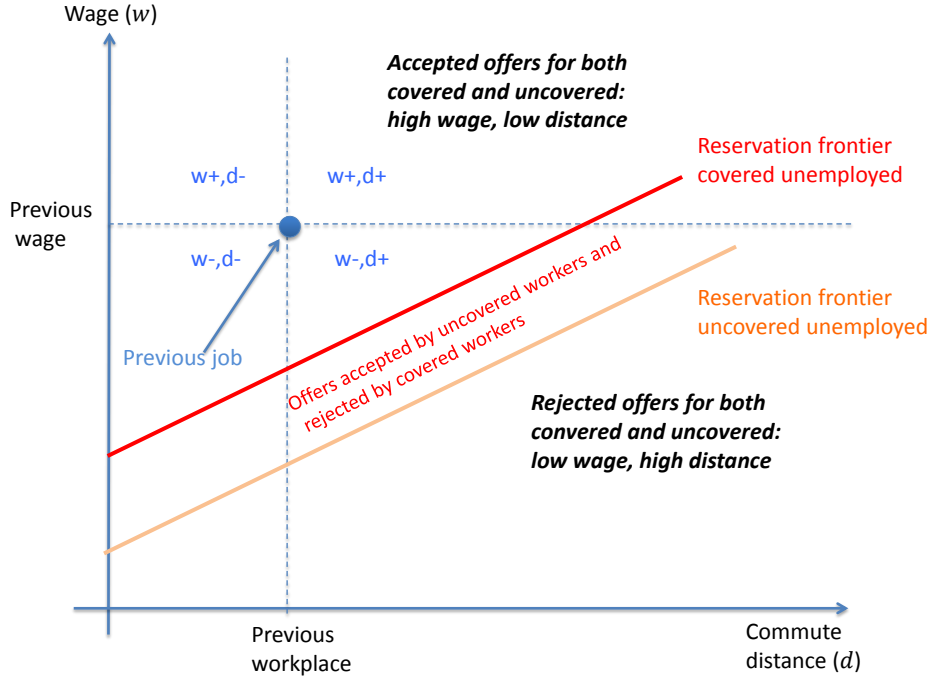 Wage (w)
Accepted offers for both
covered and uncovered:
high wage, low distance
Reservation frontier
covered unemployed
w+,d-
w+,d+
Previous
wage
w-,d-
w-,d+
Previous job
Offers accepted by uncovered workers and
rejected by covered workers
Reservation frontier
uncovered unemployed
Rejected offers for both
convered and uncovered:
low wage, high distance
Previous
workplace
Commute
distance (d)